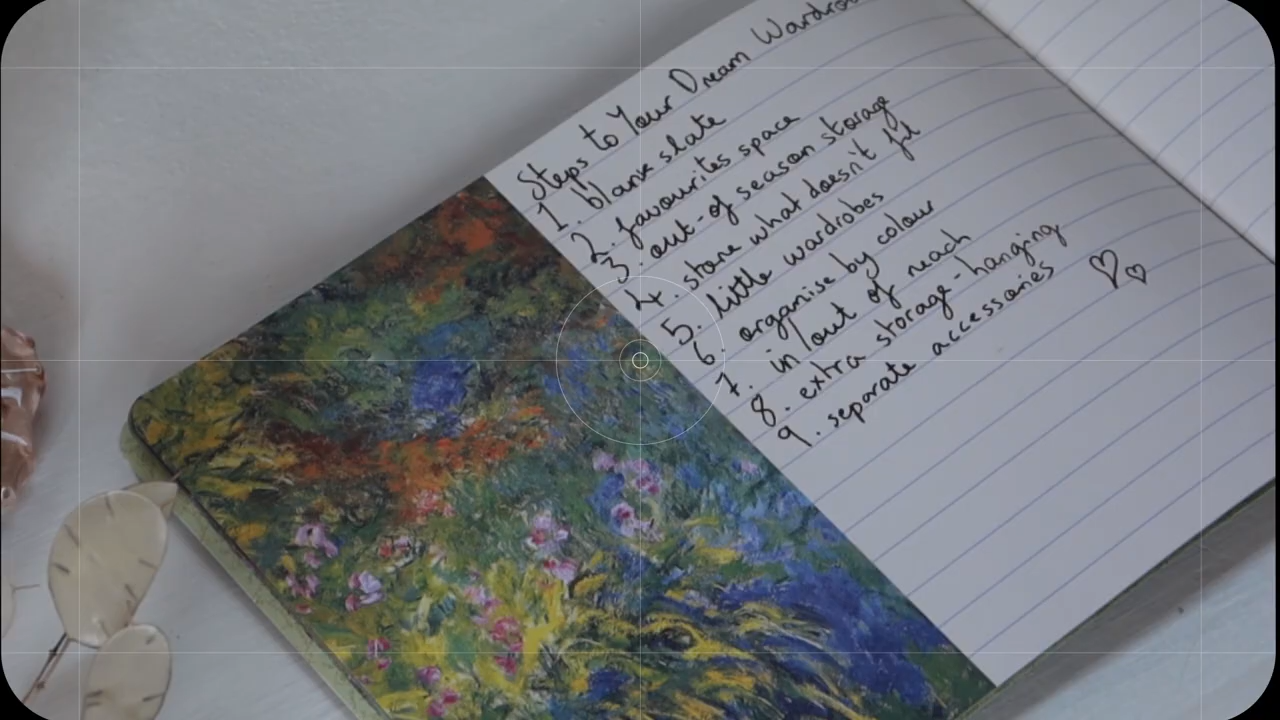 Steps to Your Dream Wardrobe
1. blank slate
2. favourites space
3. out-of season storage
4. store what doesn't fit
5. little wardrobes
6. organise by colour
7. in/out of reach
8. extra storage-hanging
9. separate accessories